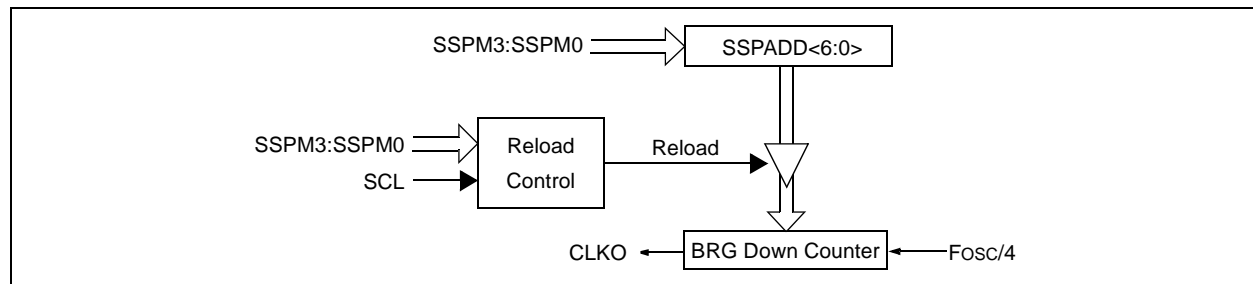 SSPM3:SSPM0
SSPADD<6:0>
SSPM3:SSPM0
SCL
Reload
Control
Reload
CLKO
BRG Down Counter
FOSC/4